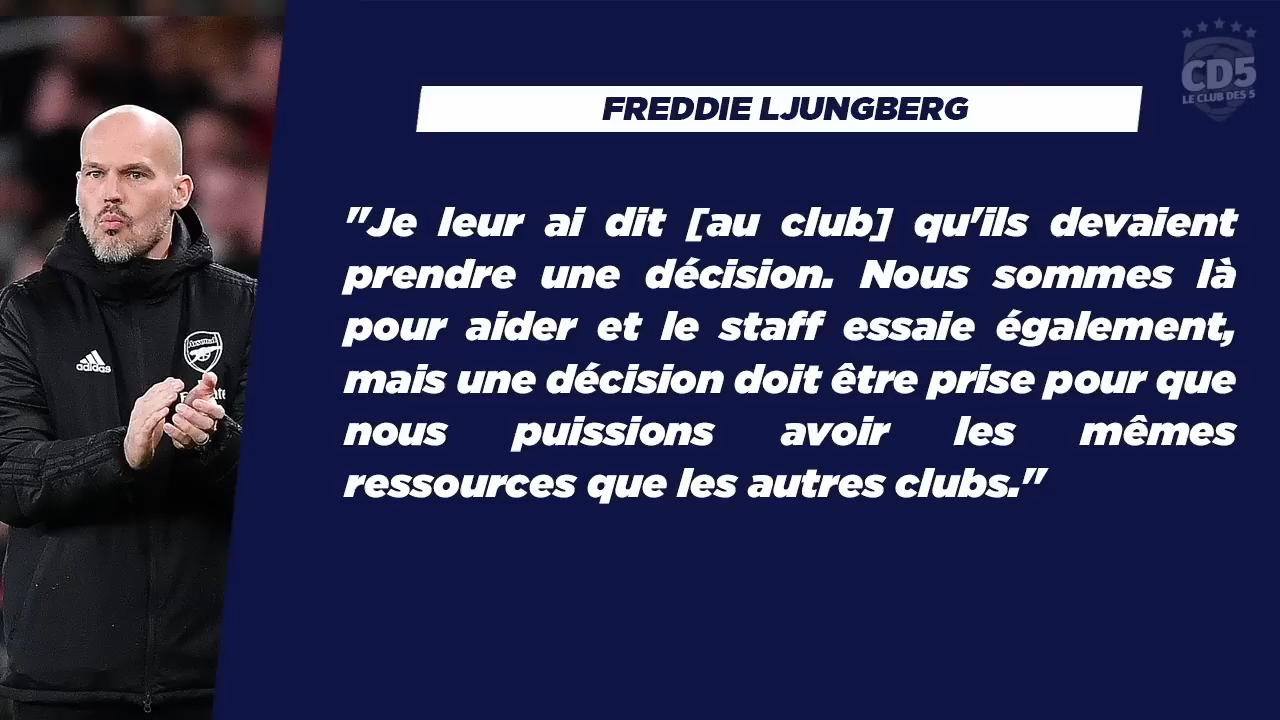 CD5
LE CLUB DES 5
FREDDIE LJUNGBERG
"Je leur ai dit [au club] qu'ils devaient
prendre une décision. Nous sommes là
pour aider et le staff essaie également,
mais une décision doit être prise pour que
nous puissions avoir les mêmes
ressources que les autres clubs."
adidas
Arsenal